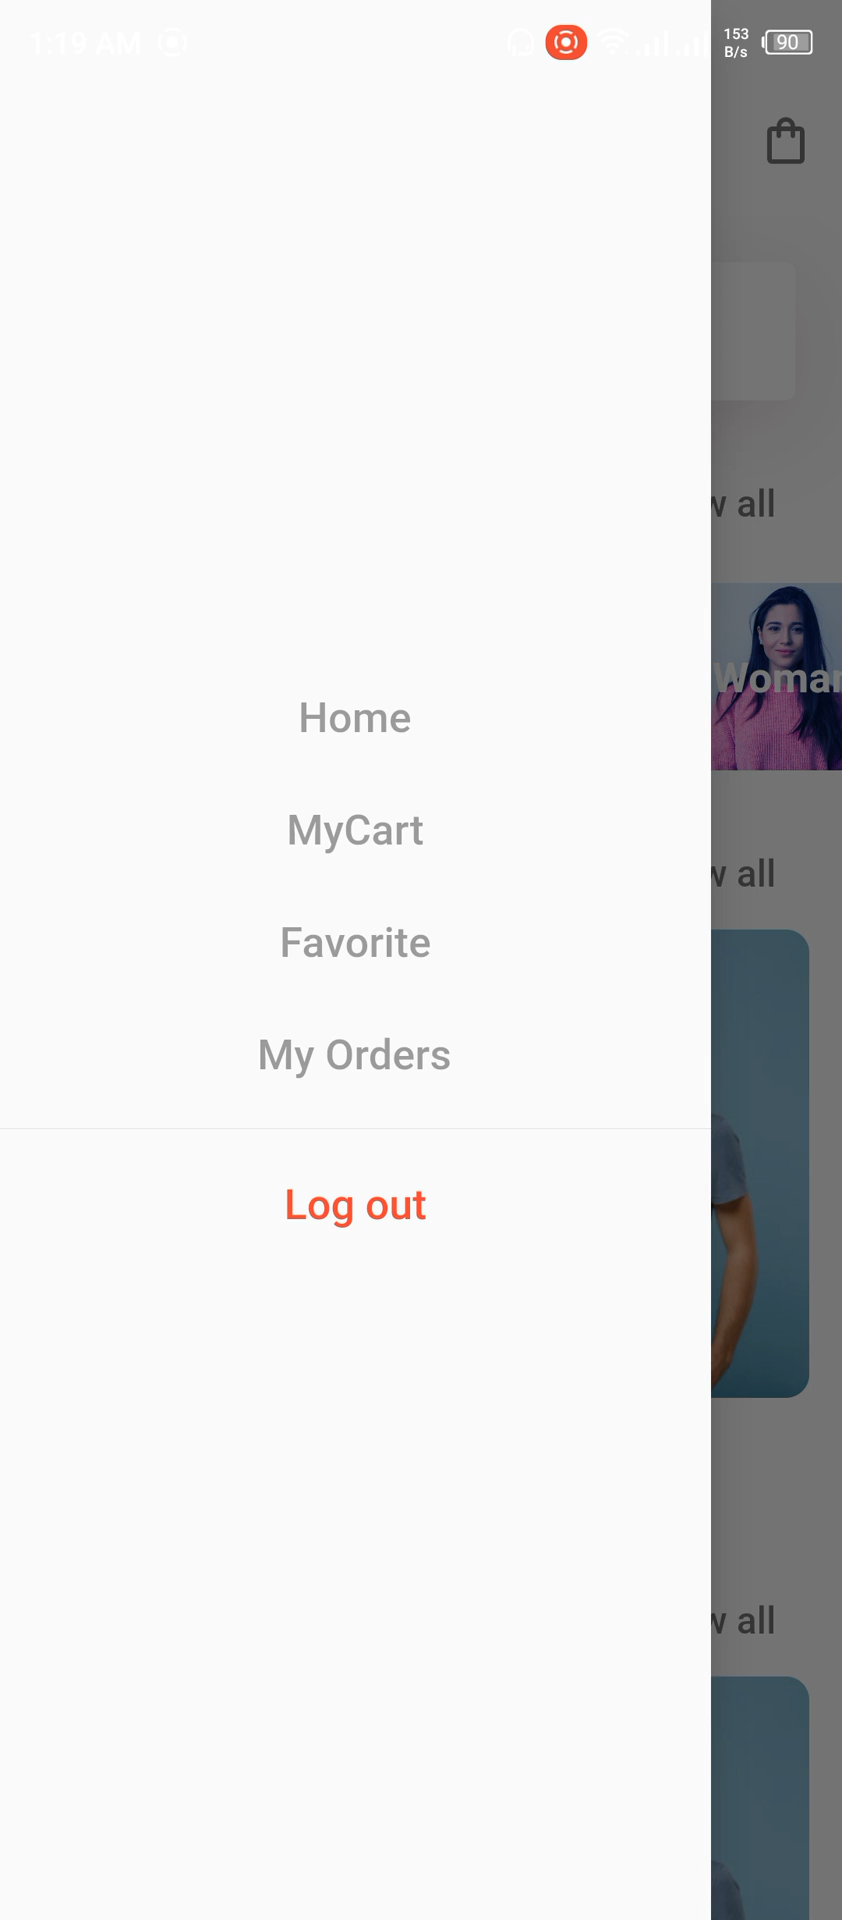 1:19 AM
153
B/s
90
w all
Woman
w all
Home
MyCart
Favorite
My Orders
Log out
w all